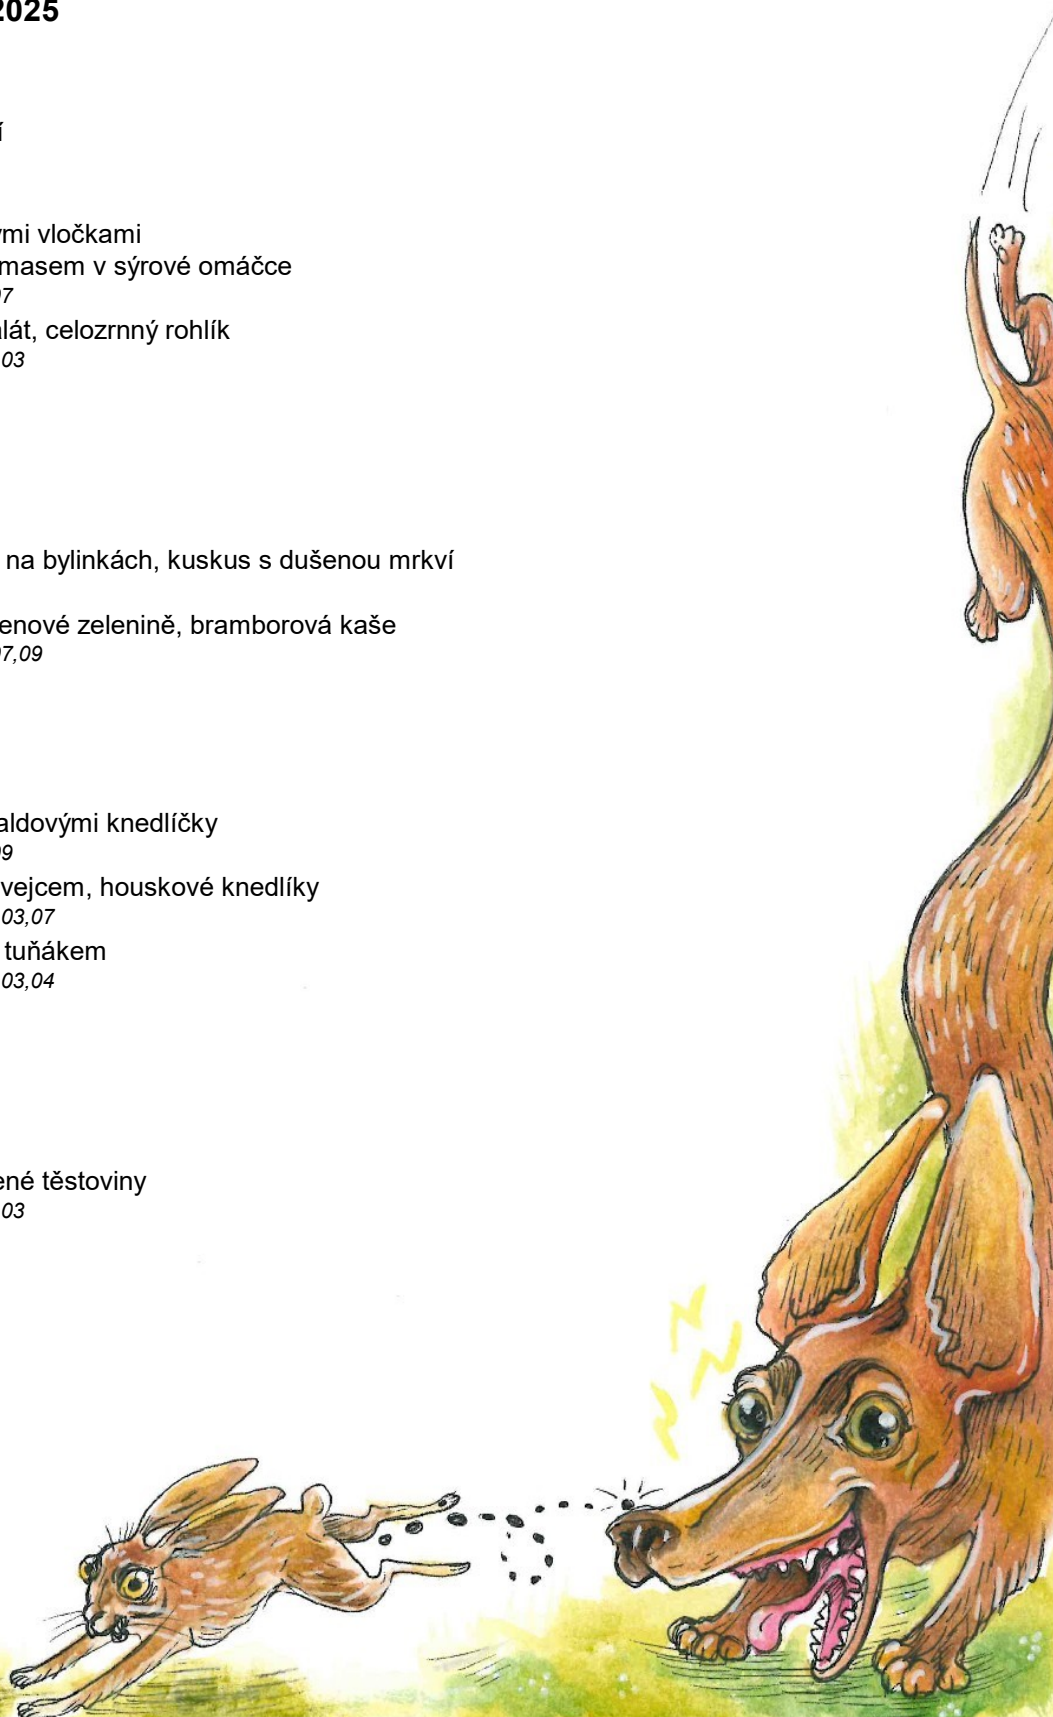 2025
í
ými vločkami
masem v sýrové omáčce
07
alát, celozrnný rohlík
03
na bylinkách, kuskus s dušenou mrkví
enové zelenině, bramborová kaše
07,09
aldovými knedlíčky
09
vejcem, houskové knedlíky
03,07
tuňákem
03,04
ené těstoviny
03